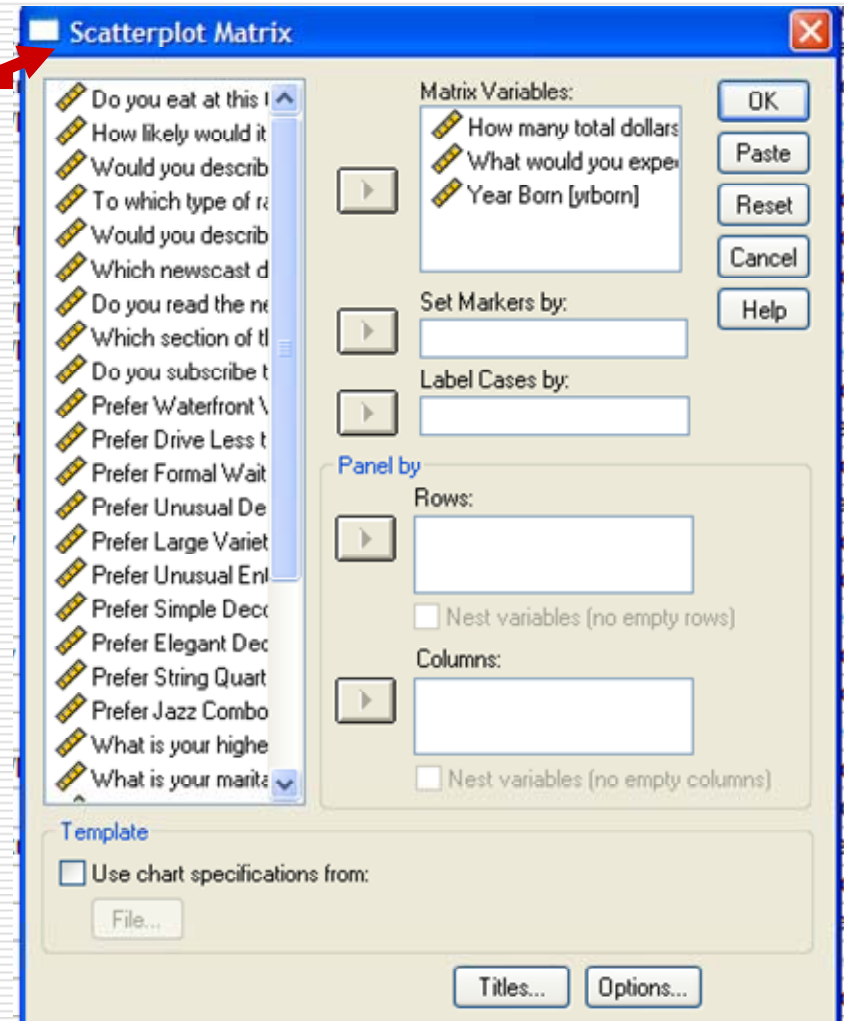 Scatterplot Matrix
Do you eat at this
How likely would it
Would you describ
To which type of ra
Would you describ
Which newscast d
Do you read the ne
Which section of tl
Do you subscribe t
Prefer Waterfront V
Prefer Drive Less t
Prefer Formal Wait
Prefer Unusual De
Prefer Large Variet
Prefer Unusual Ent
Prefer Simple Deco
Prefer Elegant Dec
Prefer String Quart
Prefer Jazz Combo
What is your highe
What is your marita
Matrix Variables:
How many total dollars
What would you expe
Year Born [yrborn]
Set Markers by:
Label Cases by:
Panel by
Rows:
Nest variables (no empty rows)
Columns:
Nest variables (no empty columns)
OK
Paste
Reset
Cancel
Help
Template
Use chart specifications from:
File...
Titles...
Options...